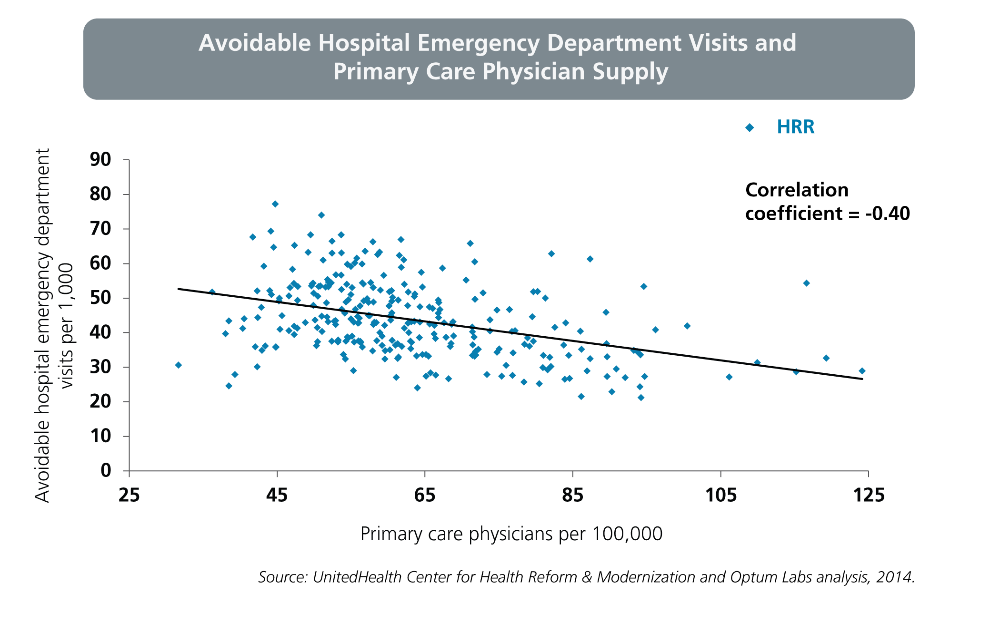 Avoidable Hospital Emergency Department Visits and
Primary Care Physician Supply
HRR
Correlation
coefficient = -0.40
Avoidable hospital emergency department
visits per 1,000
90
80
70
60
50
40
30
20
10
0
25 45 65 85 105 125
Primary care physicians per 100,000
Source: UnitedHealth Center for Health Reform & Modernization and Optum Labs analysis, 2014.